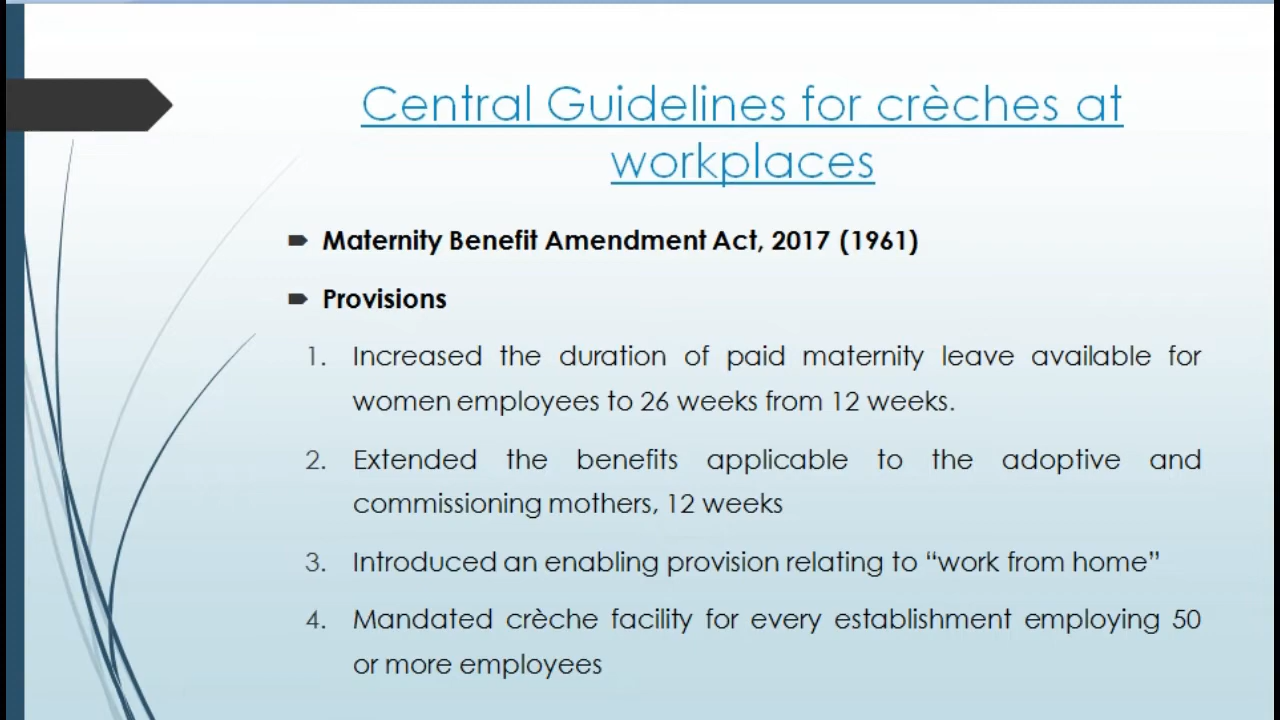 Central Guidelines for crèches at
workplaces
Maternity Benefit Amendment Act, 2017 (1961)
Provisions
1. Increased the duration of paid maternity leave available for
women employees to 26 weeks from 12 weeks.
2. Extended the benefits applicable to the adoptive and
commissioning mothers, 12 weeks
3. Introduced an enabling provision relating to “work from home”
4. Mandated crèche facility for every establishment employing 50
or more employees